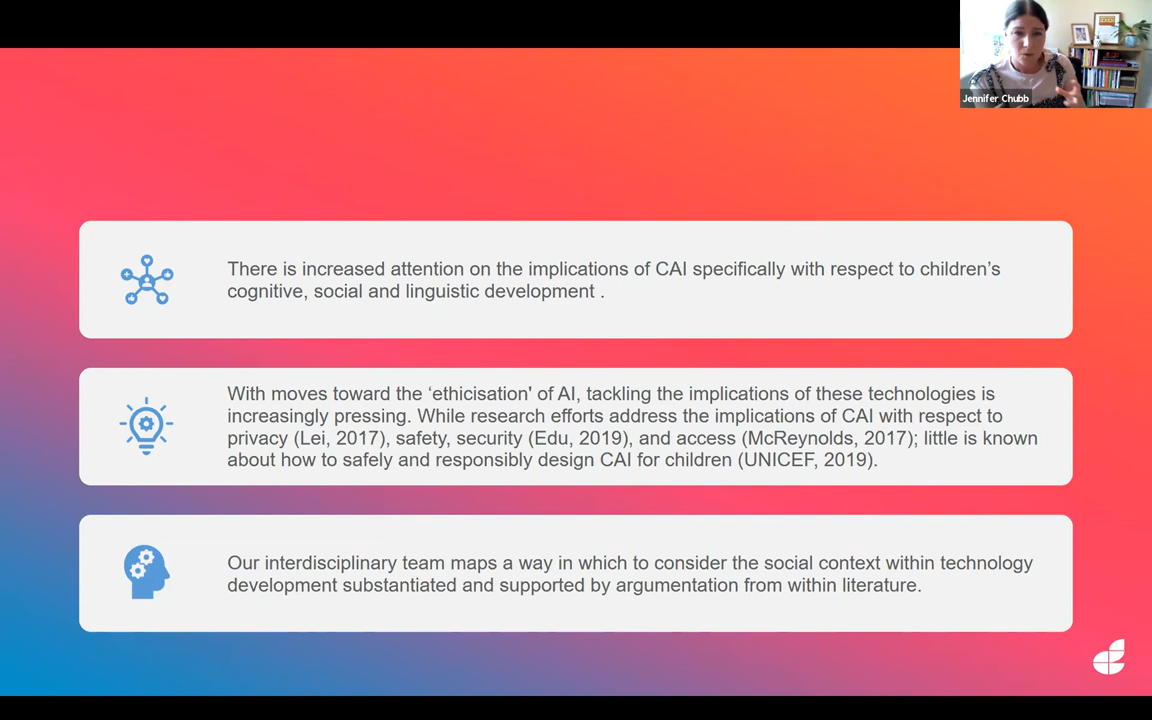 Jennifer Chubb
There is increased attention on the implications of CAI specifically with respect to children’s
cognitive, social and linguistic development .
With moves toward the ‘ethicisation' of AI, tackling the implications of these technologies is
increasingly pressing. While research efforts address the implications of CAI with respect to
privacy (Lei, 2017), safety, security (Edu, 2019), and access (McReynolds, 2017); little is known
about how to safely and responsibly design CAI for children (UNICEF, 2019).
Our interdisciplinary team maps a way in which to consider the social context within technology
development substantiated and supported by argumentation from within literature.